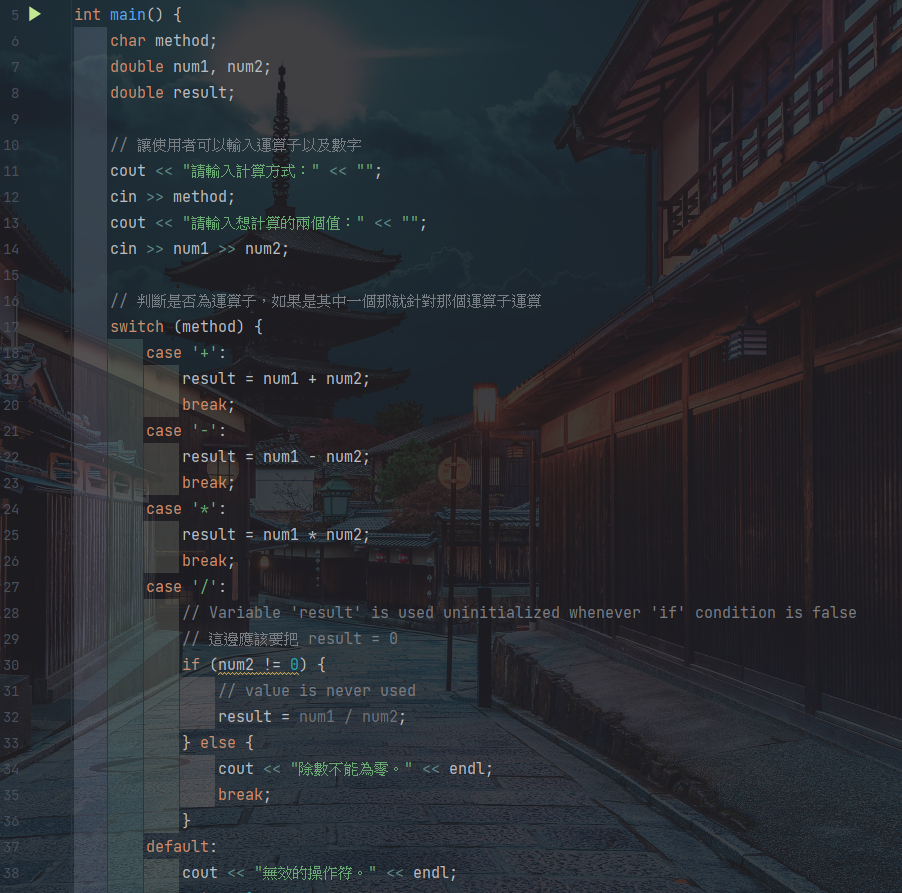 5 int main() {
6 char method;
7 double num1, num2;
8 double result;
9
10 // 讓使用者可以輸入運算子以及數字
11 cout << "請輸入計算方式：" << "";
12 cin >> method;
13 cout << "請輸入想計算的兩個值：" << "";
14 cin >> num1 >> num2;
15
16 // 判斷是否為運算子，如果是其中一個那就針對那個運算子運算
17 switch (method) {
18 case '+':
19 result = num1 + num2;
20 break;
21 case '-':
22 result = num1 - num2;
23 break;
24 case '*':
25 result = num1 * num2;
26 break;
27 case '/':
28 // Variable 'result' is used uninitialized whenever 'if' condition is false
29 // 這邊應該要把 result = 0
30 if (num2 != 0) {
31 // value is never used
32 result = num1 / num2;
33 } else {
34 cout << "除數不能為零。" << endl;
35 break;
36 }
37 default:
38 cout << "無效的操作符。" << endl;